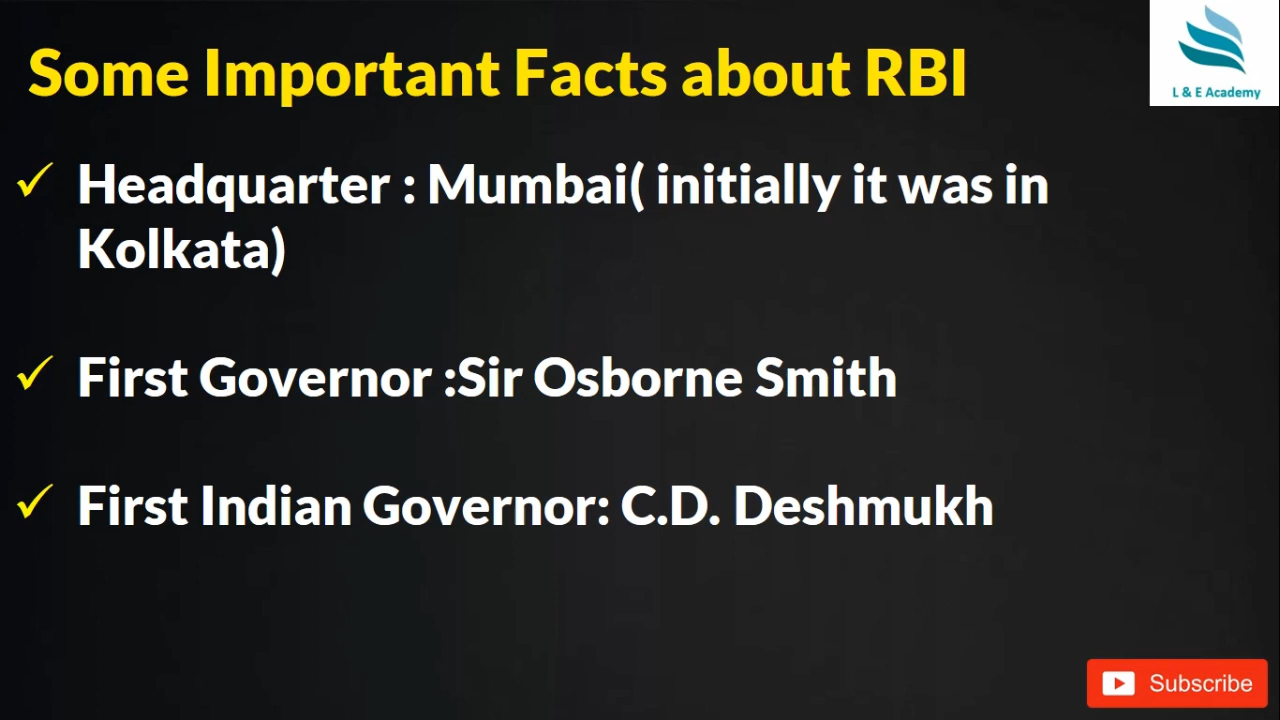 Some Important Facts about RBI
L & E Academy
✓ Headquarter : Mumbai( initially it was in
Kolkata)
✓ First Governor :Sir Osborne Smith
✓ First Indian Governor: C.D. Deshmukh
Subscribe